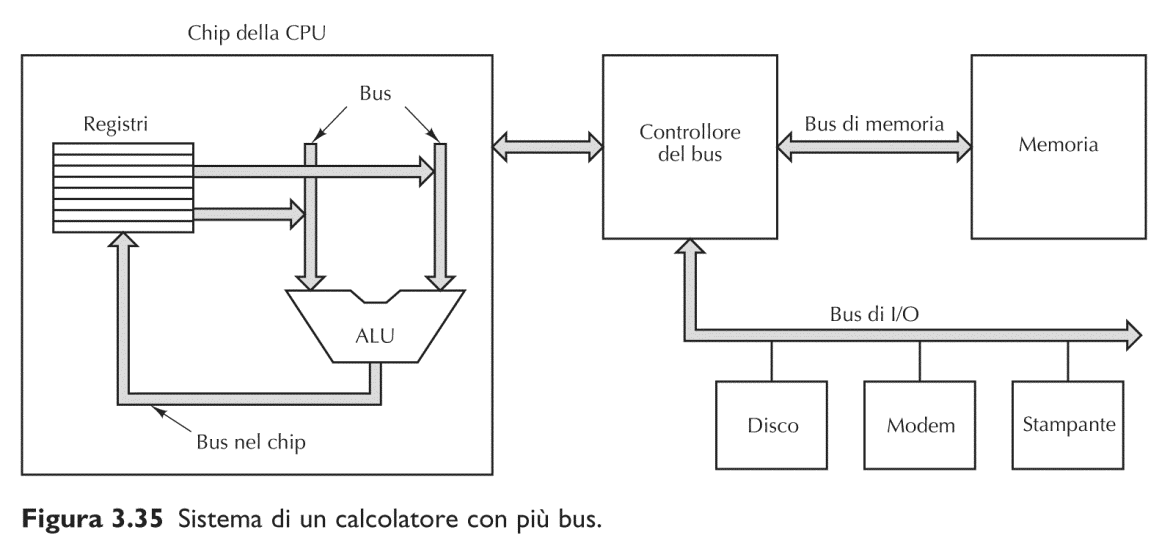 Chip della CPU
Bus
Registri
ALU
Bus nel chip
Controllore
del bus
Bus di memoria
Memoria
Bus di I/O
Disco
Modem
Stampante
Figura 3.35 Sistema di un calcolatore con più bus.